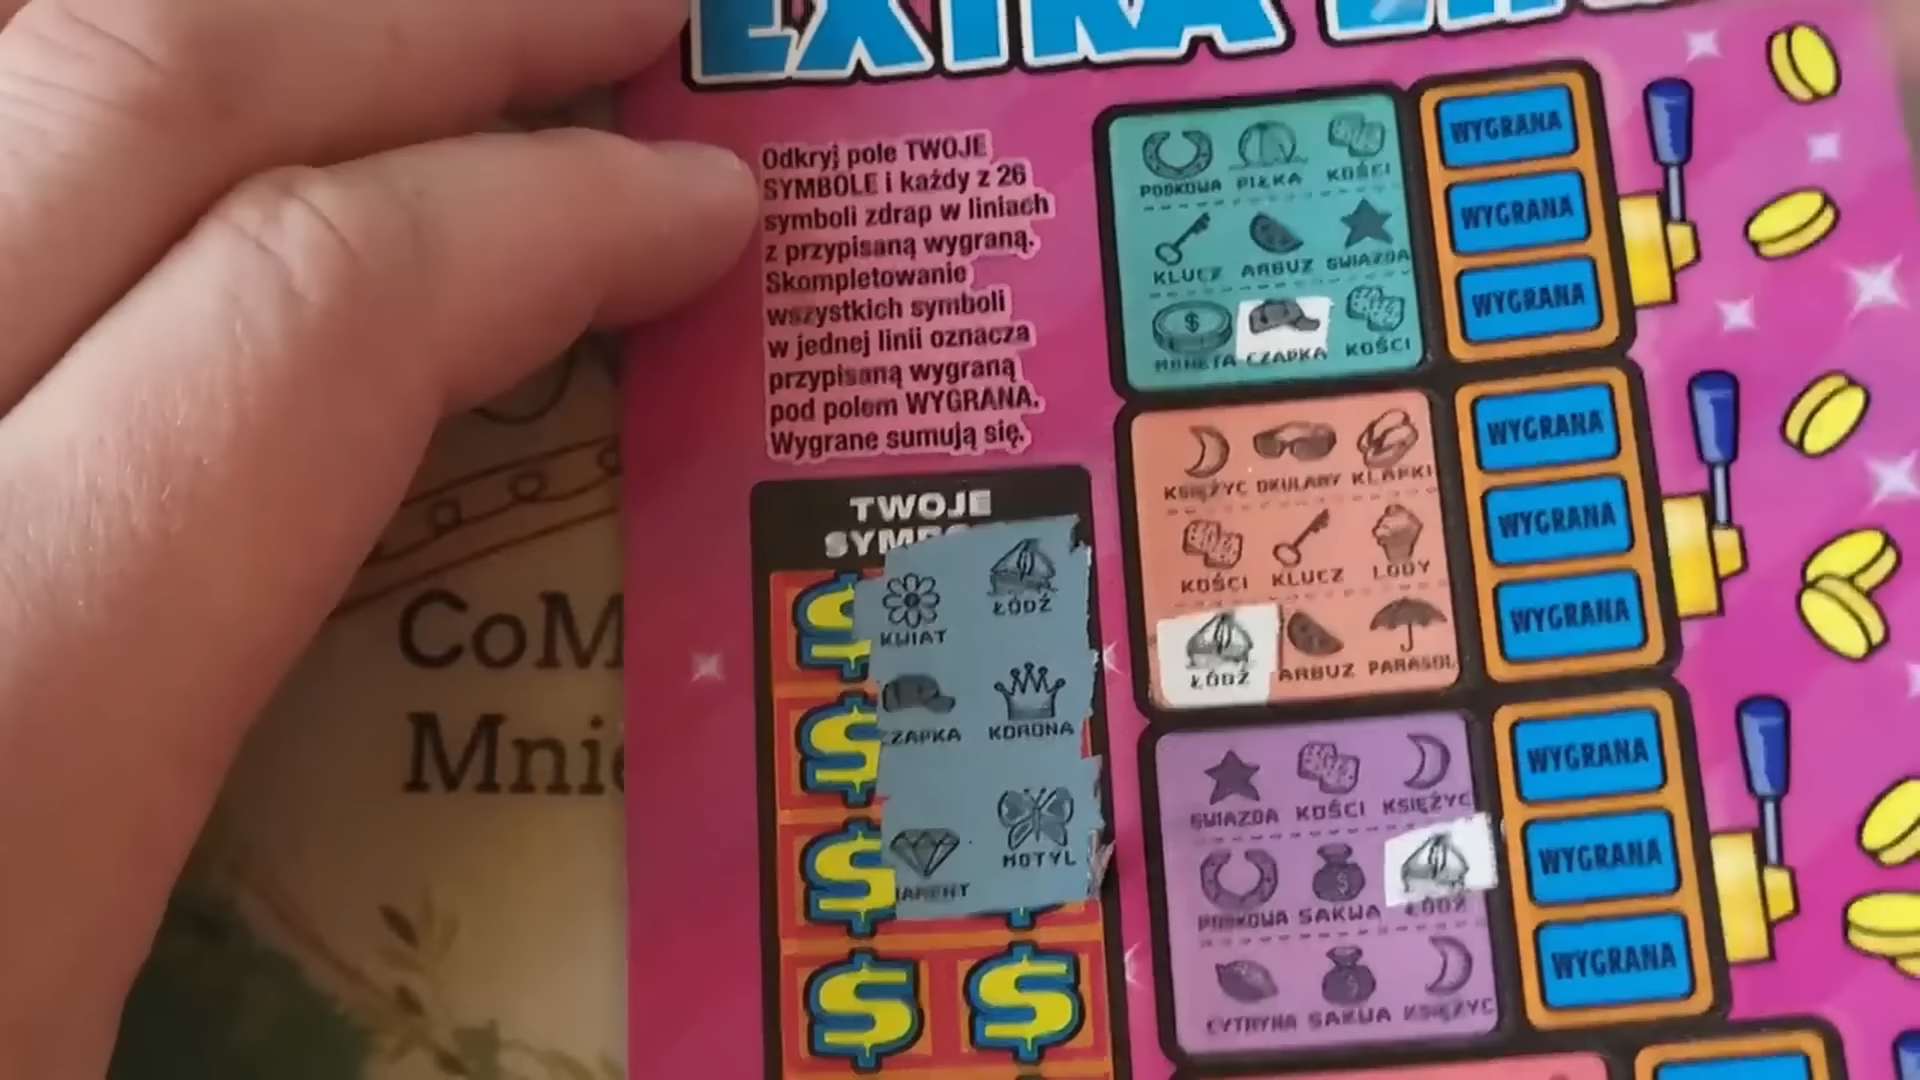 EXTRA
Odkryj pole TWOJE
SYMBOLE i każdy z 26
symboli zdrap w liniach
z przypisaną wygraną.
Skompletowanie
wszystkich symboli
w jednej linii oznacza
przypisaną wygraną
pod polem WYGRANA.
Wygrane sumują się.
TWOJE
KWIAT ŁÓDŹ
CZAPKA KORONA
MOTYL
PODKOWA PIŁKA KOŚCI
WYGRANA
KLUCZ ARBUZ GWIAZDA
WYGRANA
$
MONETA CZAPKA KOŚCI
WYGRANA
KSIĘŻYC OKULARY KLAPKI
WYGRANA
KOŚCI KLUCZ LODY
WYGRANA
ŁÓDŹ ARBUZ PARASOL
WYGRANA
GWIAZDA KOŚCI KSIĘŻYC
WYGRANA
PODKOWA SAKWA ŁÓDŹ
WYGRANA
CYTRYNA SAKWA KSIĘŻYC
WYGRANA
$
$
$
$ $
CoM
Mnie